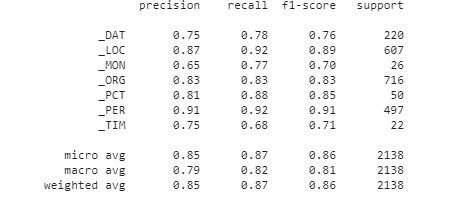 precision recall f1-score support
_DAT 0.75 0.78 0.76 220
_LOC 0.87 0.92 0.89 607
_MON 0.65 0.77 0.70 26
_ORG 0.83 0.83 0.83 716
_PCT 0.81 0.88 0.85 50
_PER 0.91 0.92 0.91 497
_TIM 0.75 0.68 0.71 22
micro avg 0.85 0.87 0.86 2138
macro avg 0.79 0.82 0.81 2138
weighted avg 0.85 0.87 0.86 2138